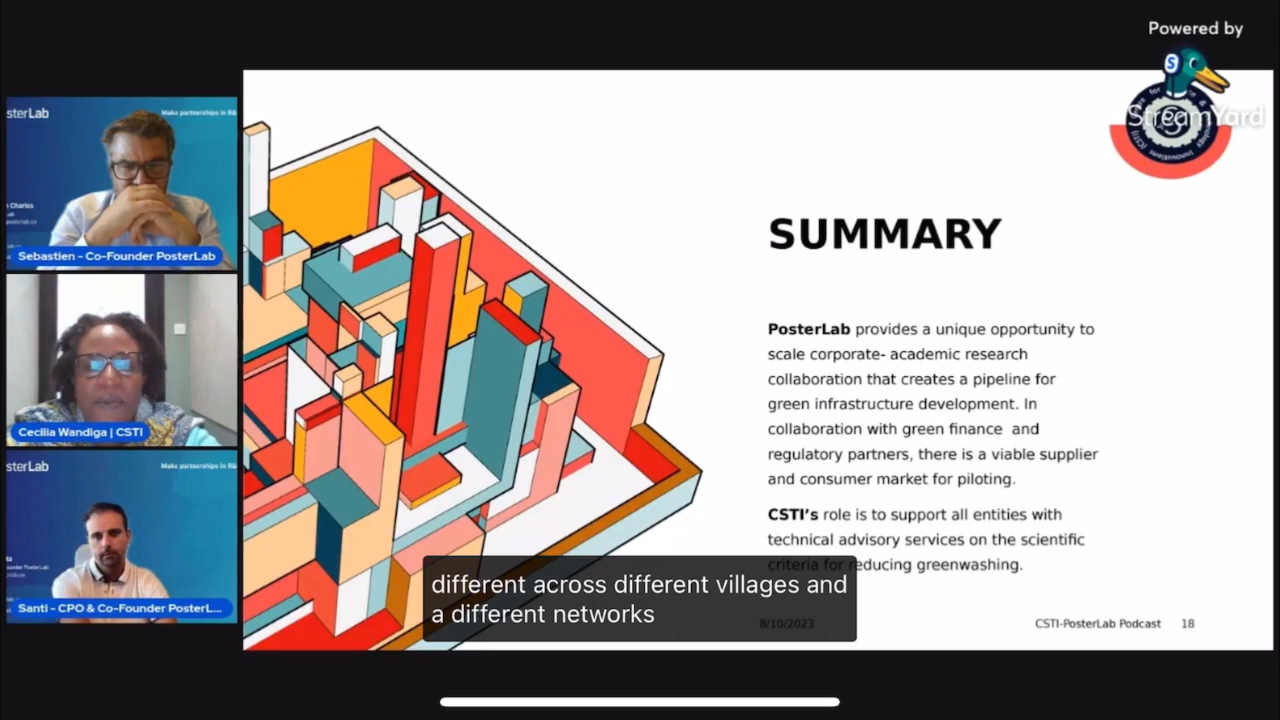 Powered by
StreamYard
sterLab
Make partnerships in R&
Sebastien - Co-Founder PosterLab
Cecilia Wandiga | CSTI
sterLab
Make partnerships in R&
Santi - CPO & Co-Founder PosterL...
SUMMARY
PosterLab provides a unique opportunity to
scale corporate- academic research
collaboration that creates a pipeline for
green infrastructure development. In
collaboration with green finance and
regulatory partners, there is a viable supplier
and consumer market for piloting.
CSTI’s role is to support all entities with
technical advisory services on the scientific
criteria for reducing greenwashing.
different across different villages and
a different networks
8/10/2023
CSTI-PosterLab Podcast 18